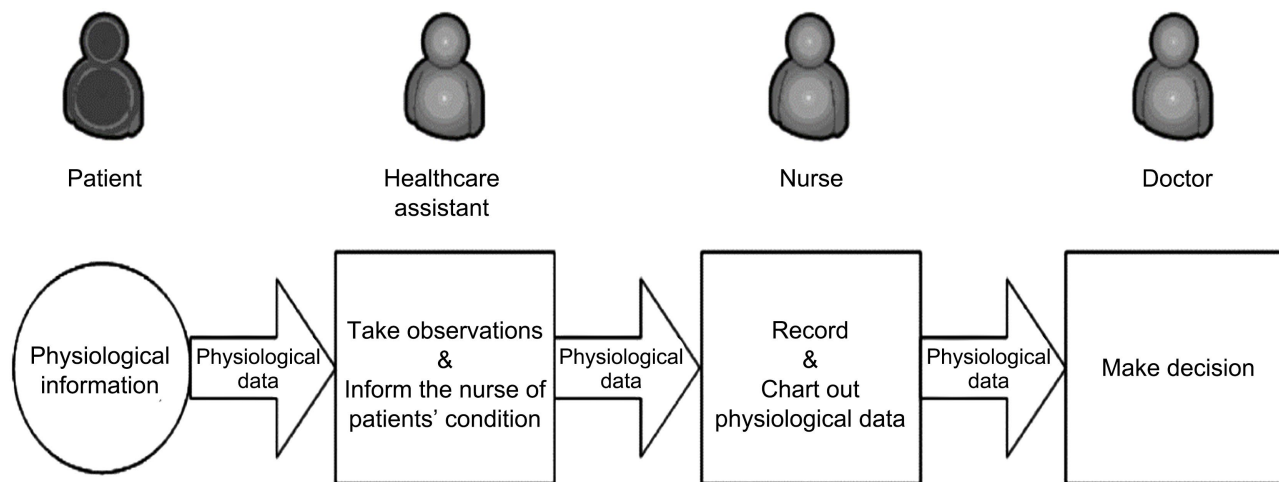 Patient
Healthcare
assistant
Nurse
Doctor
Physiological
information
Physiological
data
Take observations
&
Inform the nurse of
patients’ condition
Physiological
data
Record
&
Chart out
physiological data
Physiological
data
Make decision